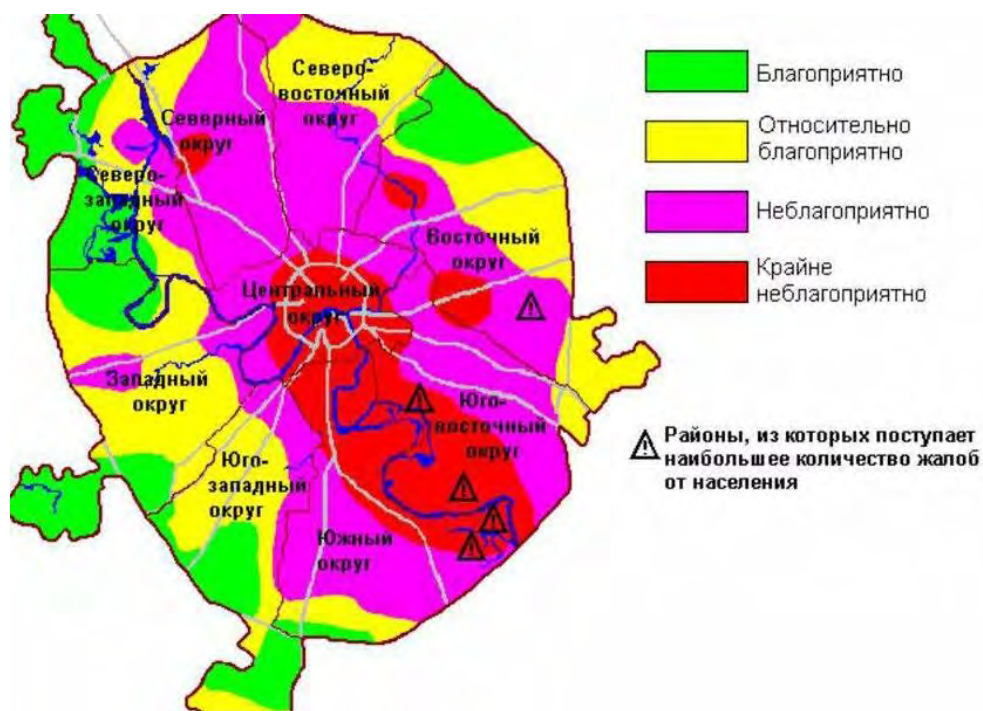 Северо-
восточный
округ
Северный
округ
Северо-
западный
округ
Восточный
округ
Центральный
округ
Западный
округ
Юго-
восточный
округ
Юго-
западный
округ
Южный
округ
Благоприятно
Относительно
благоприятно
Неблагоприятно
Крайне
неблагоприятно
Районы, из которых поступает
наибольшее количество жалоб
от населения